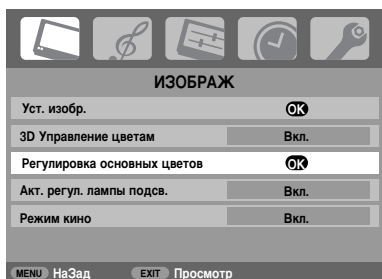 ИЗОБРАЖ
Уст. изобр. OK
3D Управление цветам Вкл.
Регулировка основных цветов OK
Акт. регул. лампы подсв. Вкл.
Режим кино Вкл.
MENU НаЗад EXIT Просмотр